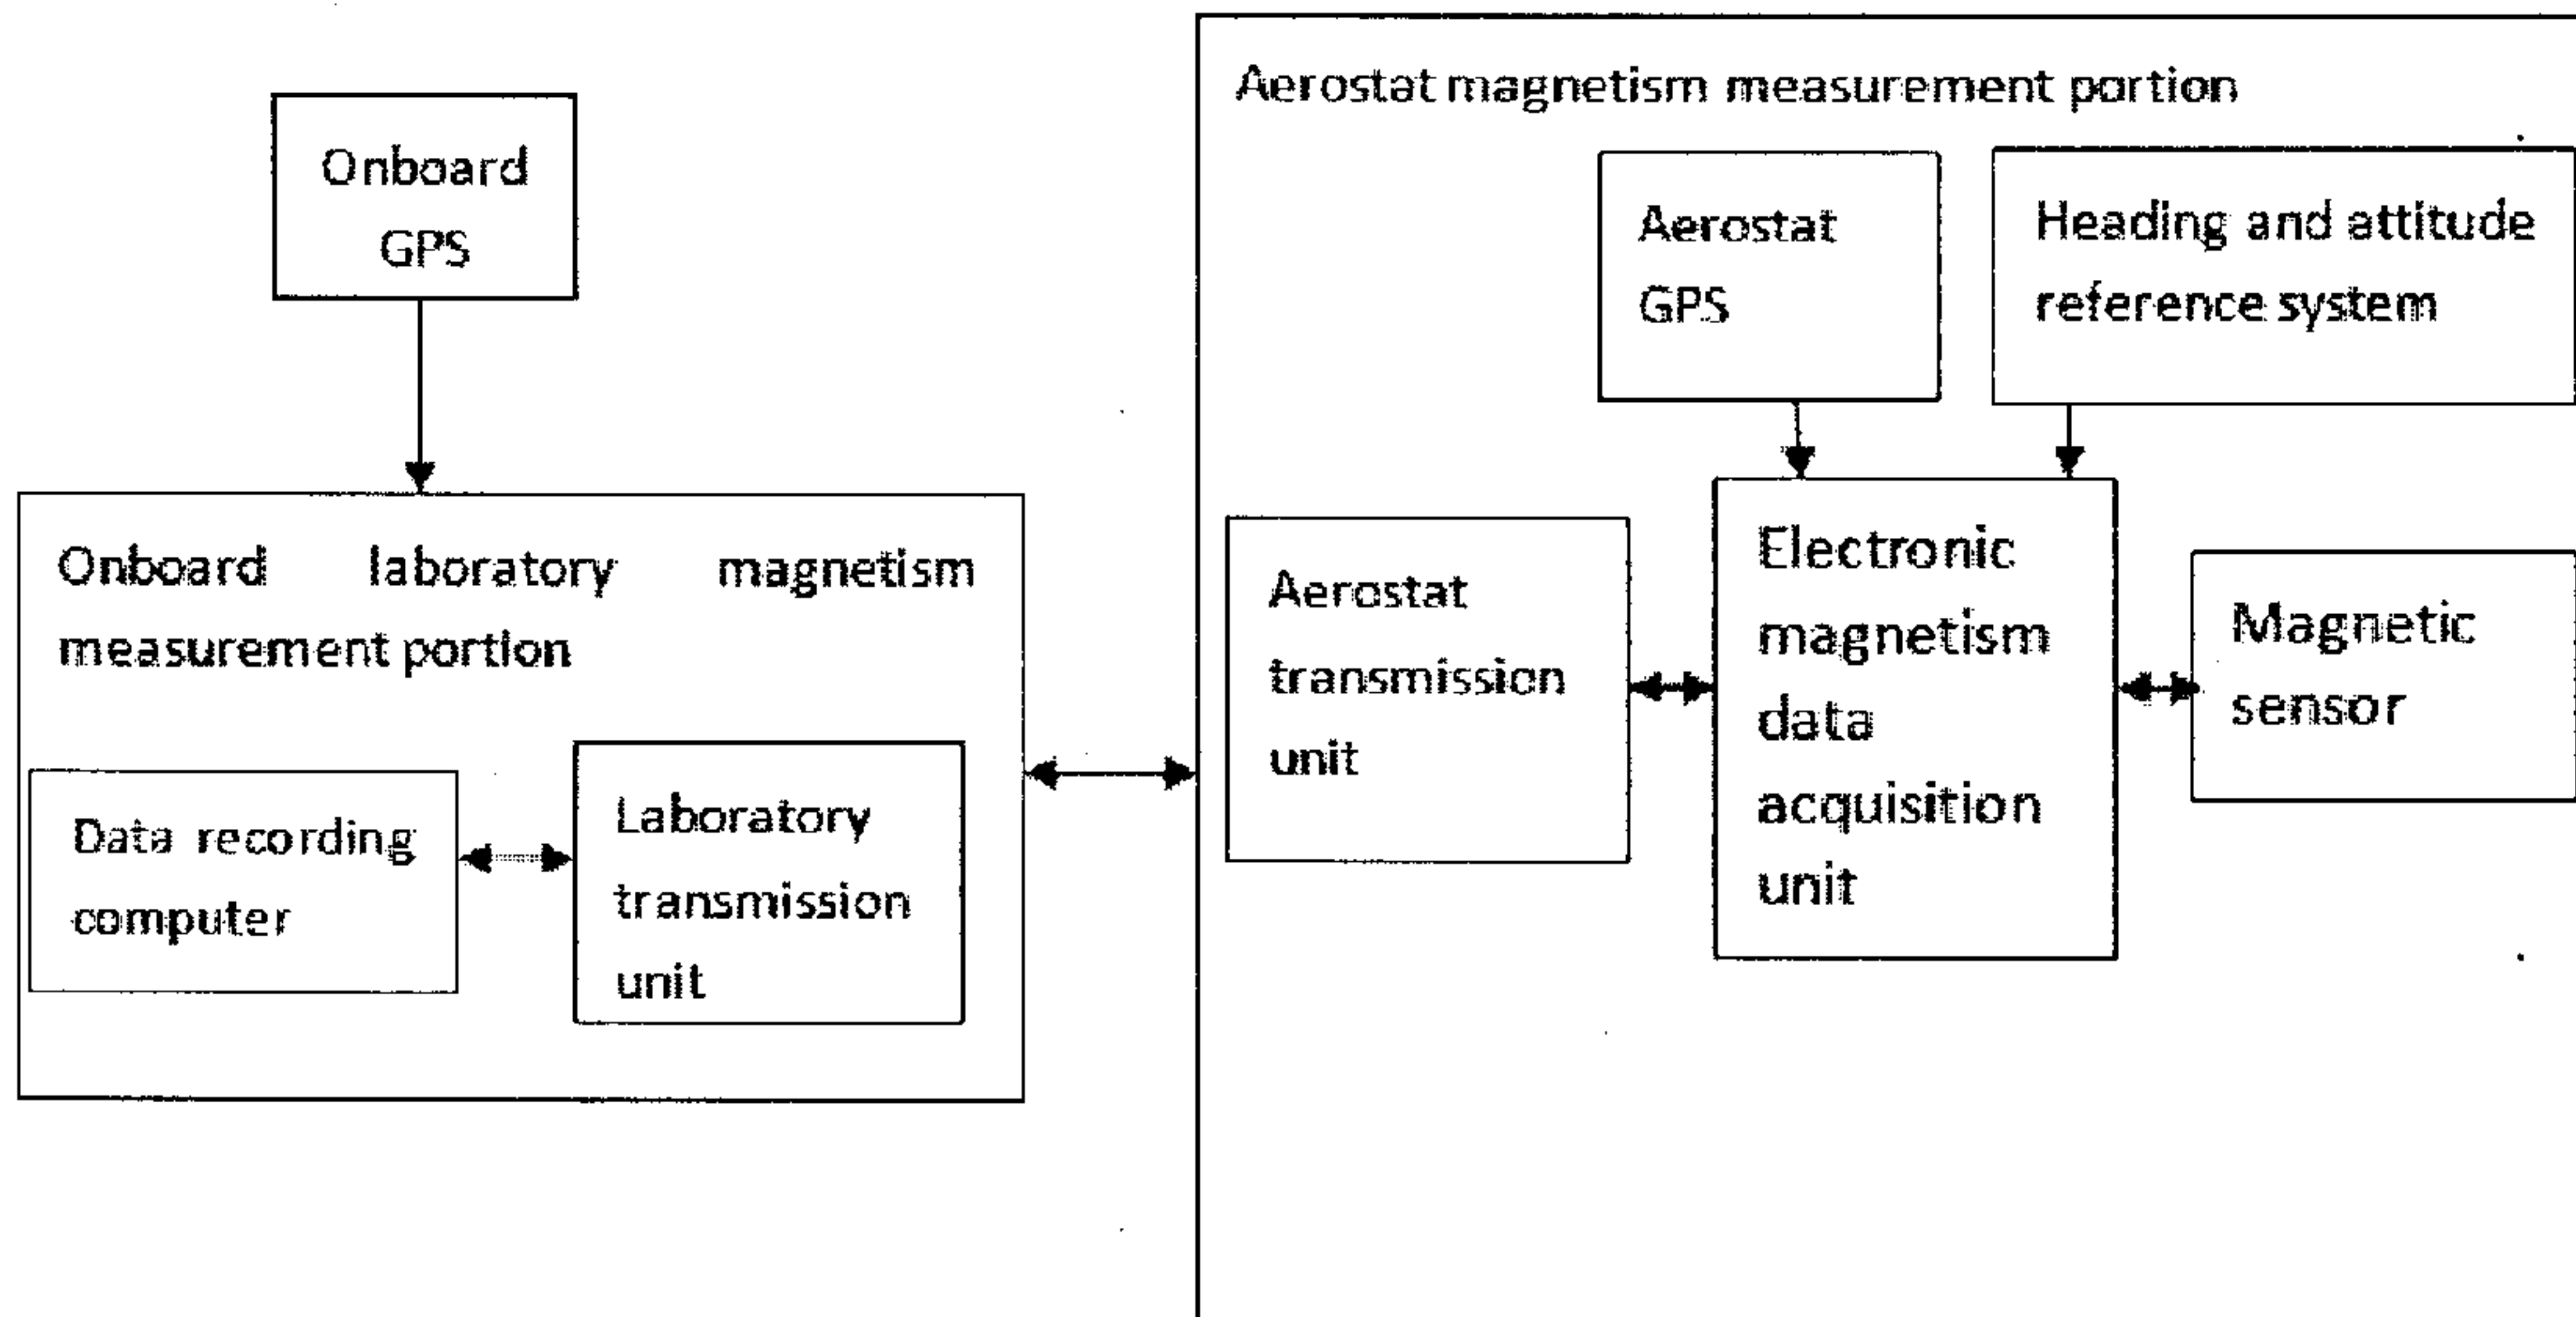 Onboard
GPS
Onboard laboratory magnetism
measurement portion
Data recording
computer
Laboratory
transmission
unit
Aerostat magnetism measurement portion
Aerostat
GPS
Heading and attitude
reference system
Aerostat
transmission
unit
Electronic
magnetism
data
acquisition
unit
Magnetic
sensor